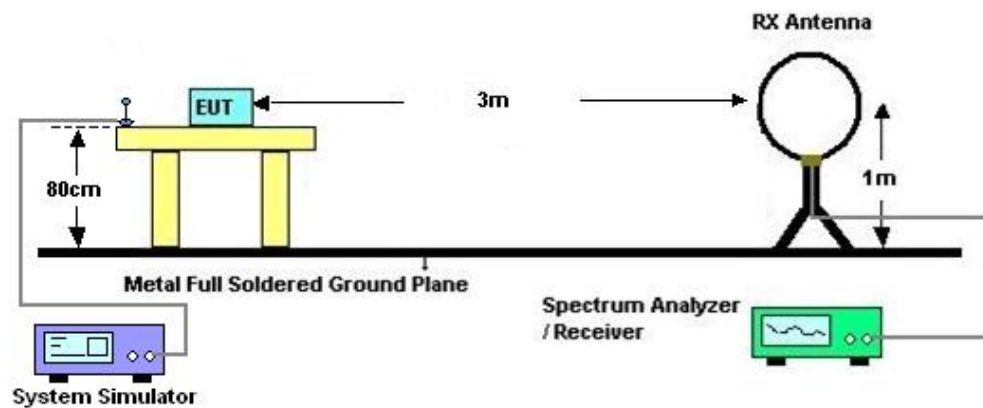 RX Antenna
EUT
3m
80cm
1m
Metal Full Soldered Ground Plane
Spectrum Analyzer
/ Receiver
System Simulator